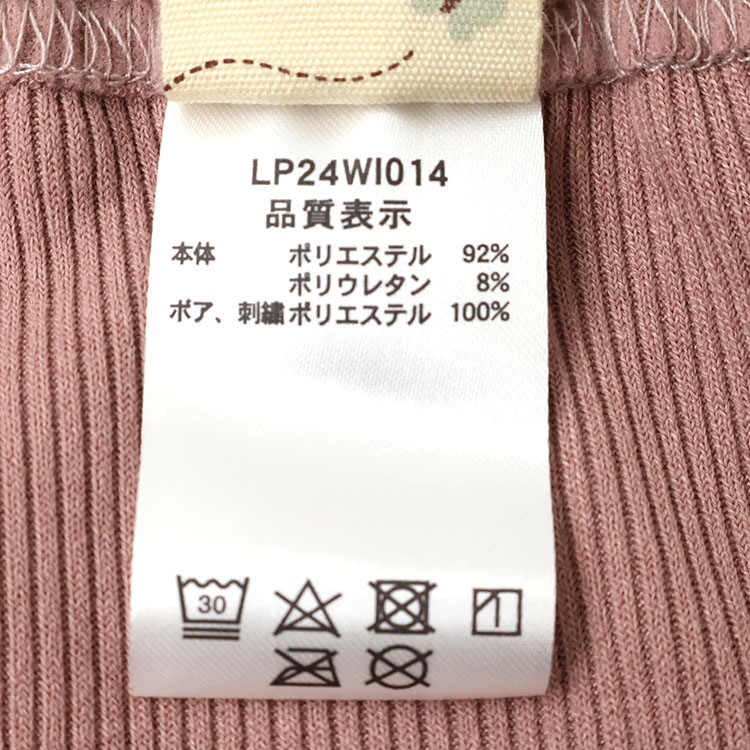 LP24WI014
品質表示
本体 ポリエステル 92%
ポリウレタン 8%
ボア、刺繍 ポリエステル 100%
30